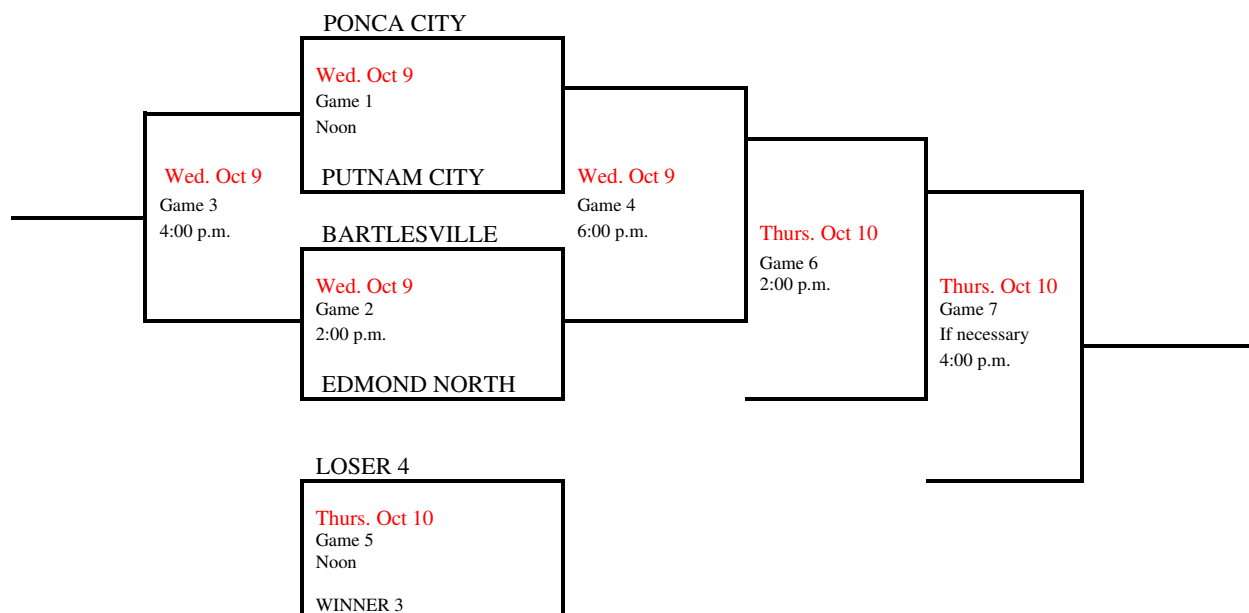 PONCA CITY
Wed. Oct 9
Game 1
Noon
PUTNAM CITY
Wed. Oct 9
Game 3
4:00 p.m.
Wed. Oct 9
Game 4
6:00 p.m.
BARTLESVILLE
Wed. Oct 9
Game 2
2:00 p.m.
EDMOND NORTH
Thurs. Oct 10
Game 6
2:00 p.m.
Thurs. Oct 10
Game 7
If necessary
4:00 p.m.
LOSER 4
Thurs. Oct 10
Game 5
Noon
WINNER 3